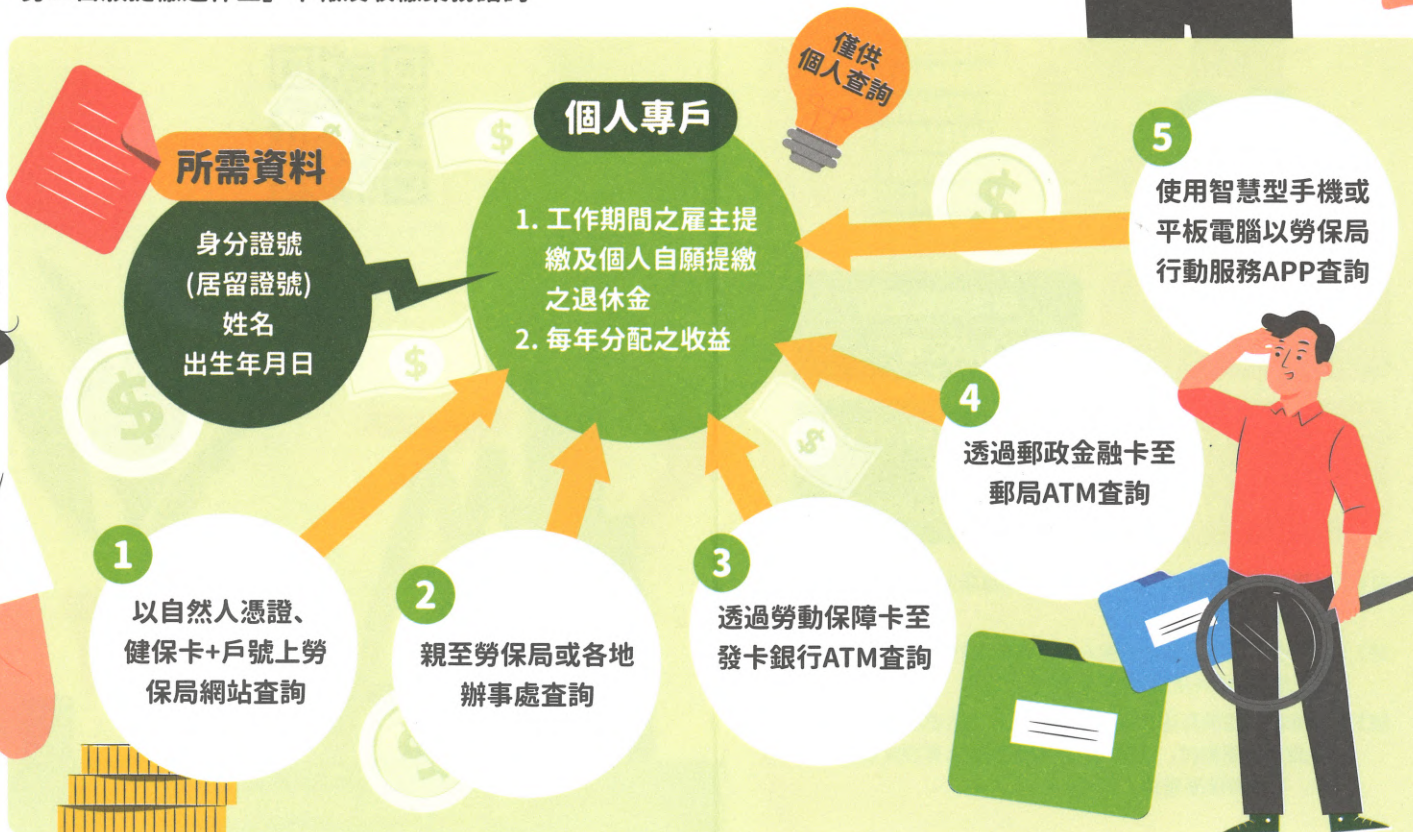 僅供
個人查詢
個人專戶
1. 工作期間之雇主提
繳及個人自願提繳
之退休金
2. 每年分配之收益
所需資料
身分證號
(居留證號)
姓名
出生年月日
1
以自然人憑證、
健保卡+戶號上勞
保局網站查詢
2
親至勞保局或各地
辦事處查詢
3
透過勞動保障卡至
發卡銀行ATM查詢
4
透過郵政金融卡至
郵局ATM查詢
5
使用智慧型手機或
平板電腦以勞保局
行動服務APP查詢